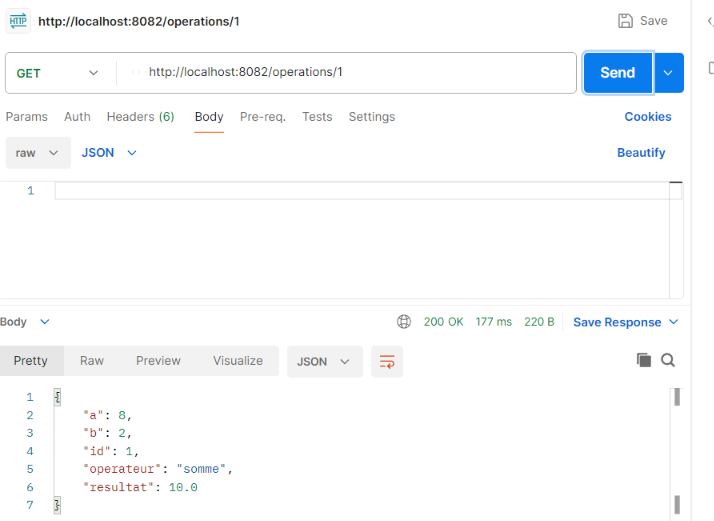 HTTP http://localhost:8082/operations/1 Save
GET http://localhost:8082/operations/1 Send
Params Auth Headers (6) Body Pre-req. Tests Settings Cookies
raw JSON Beautify
1
Body 200 OK 177 ms 220 B Save Response
Pretty Raw Preview Visualize JSON
1 {
2 "a": 8,
3 "b": 2,
4 "id": 1,
5 "operateur": "somme",
6 "resultat": 10.0
7 }